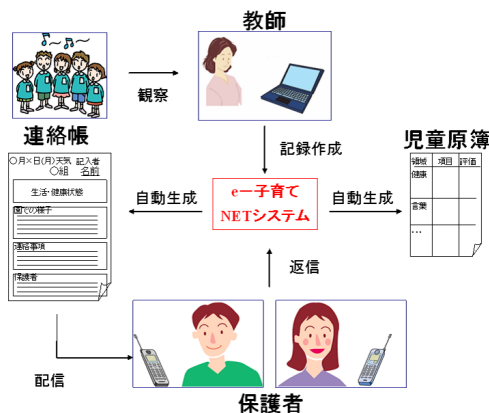 教師
観察
連絡帳
〇月×日(月)天気 記入者
〇組 名前
生活・健康状態
園での様子
連絡事項
保護者
記録作成
児童原簿
領域 項目 評価
健康
言葉
…
自動生成
e－子育て
NETシステム
自動生成
返信
配信
保護者